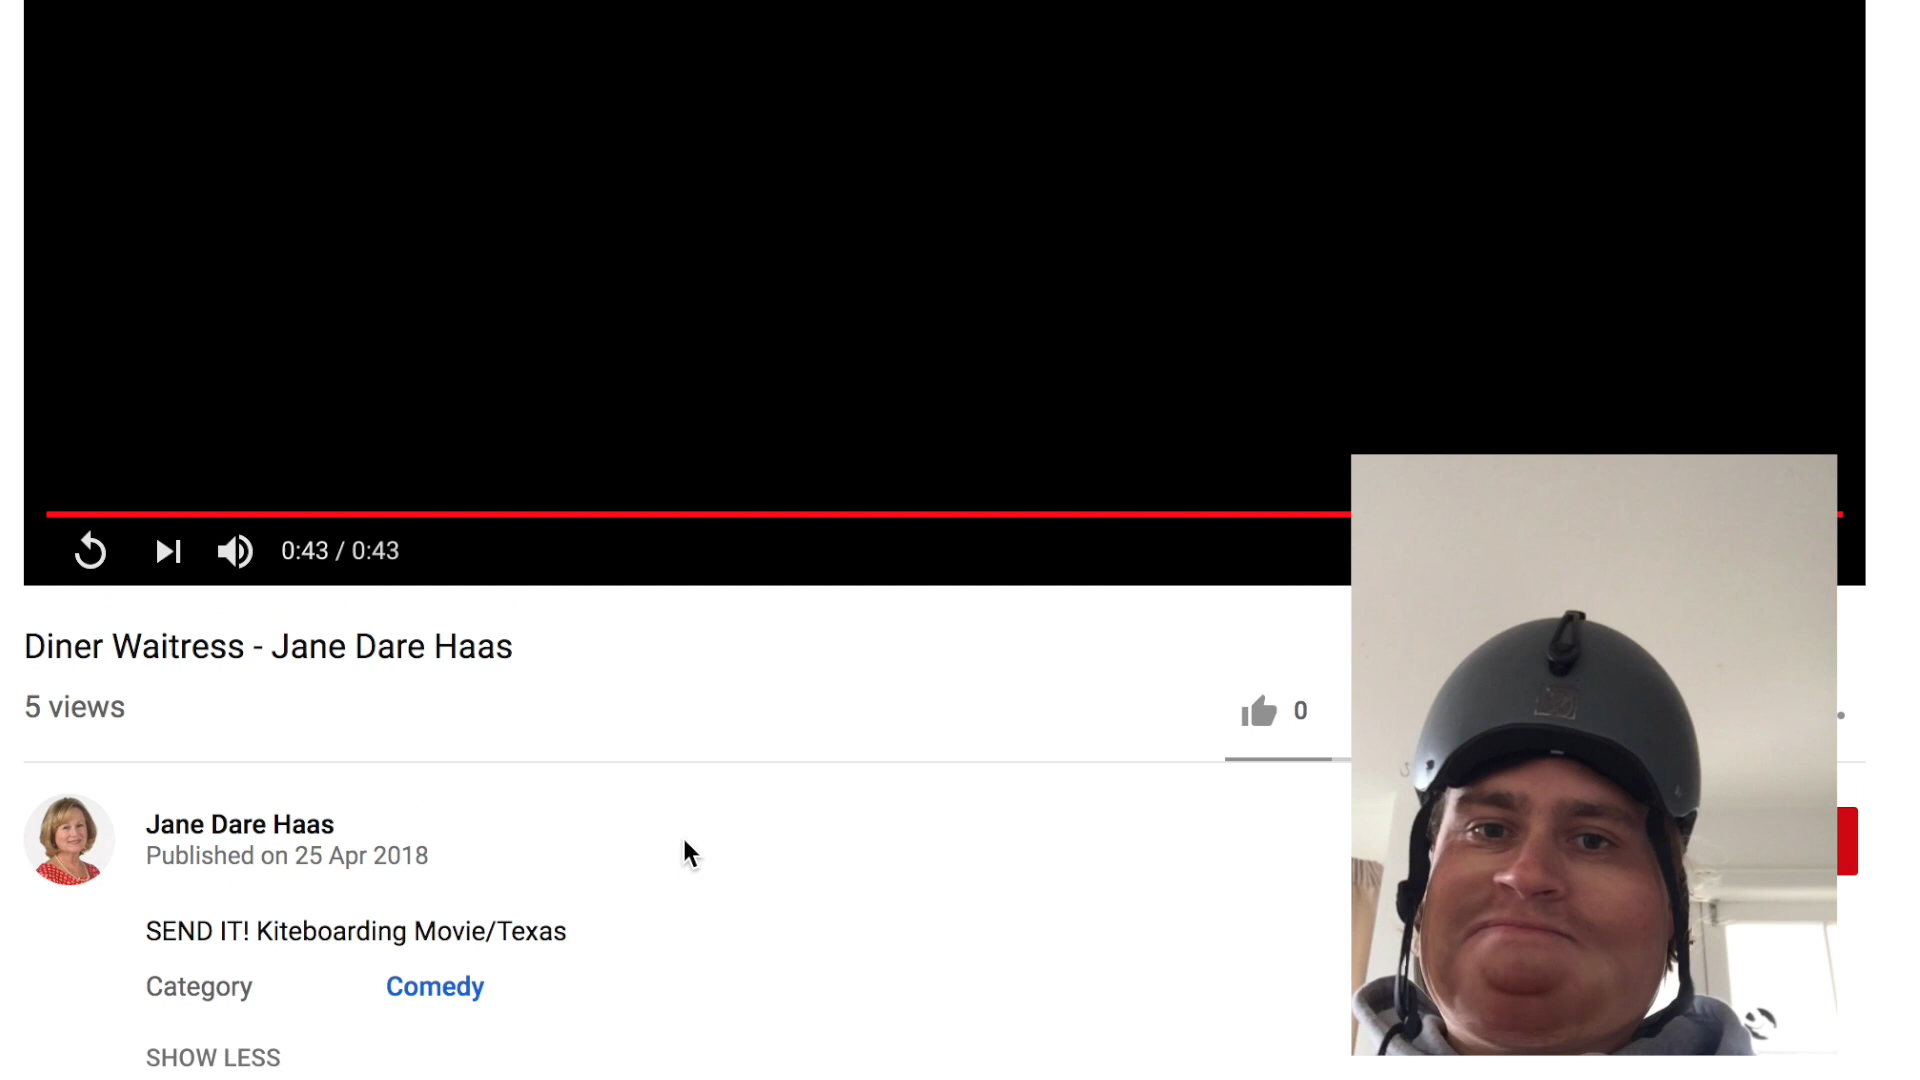 0:43 / 0:43
Diner Waitress - Jane Dare Haas
5 views
0
Jane Dare Haas
Published on 25 Apr 2018
SEND IT! Kiteboarding Movie/Texas
Category Comedy
SHOW LESS